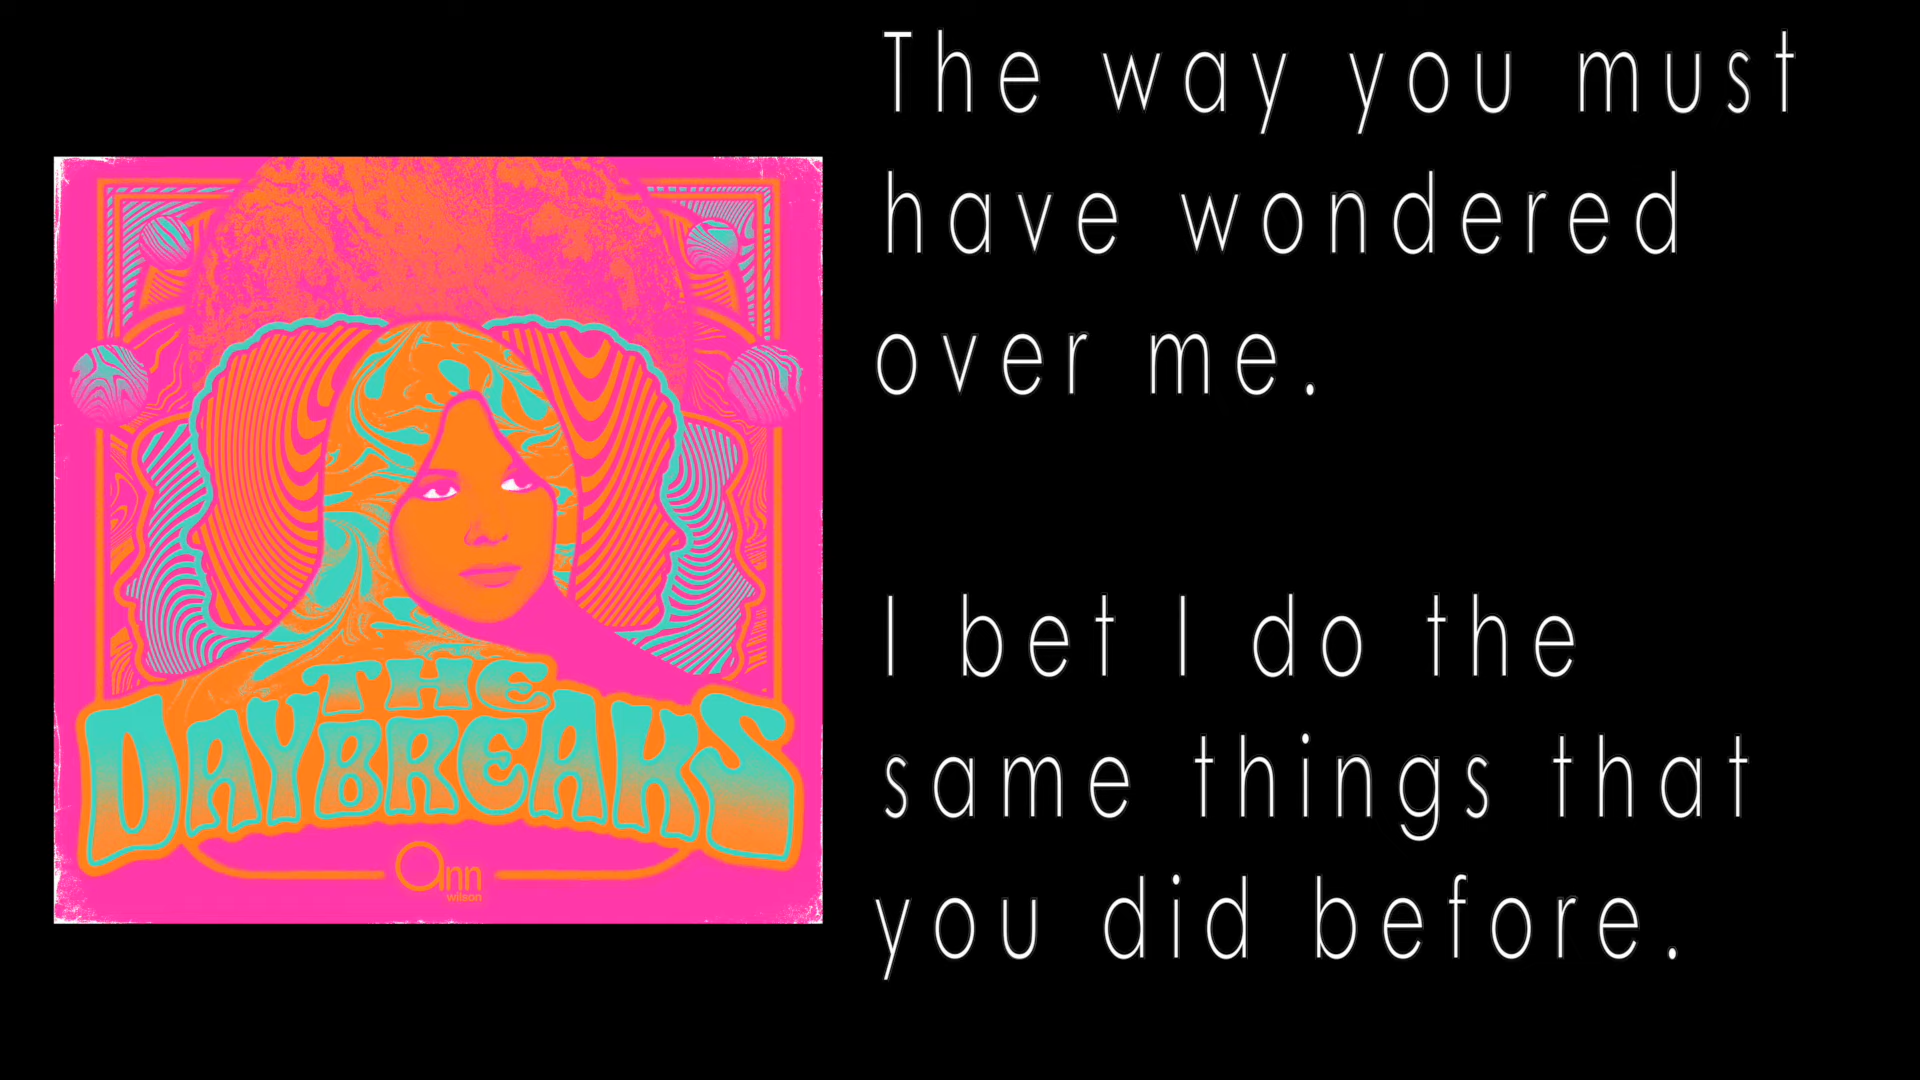 THE
DAYBREAKS
ann
wilson
The way you must
have wondered
over me.
I bet I do the
same things that
you did before.